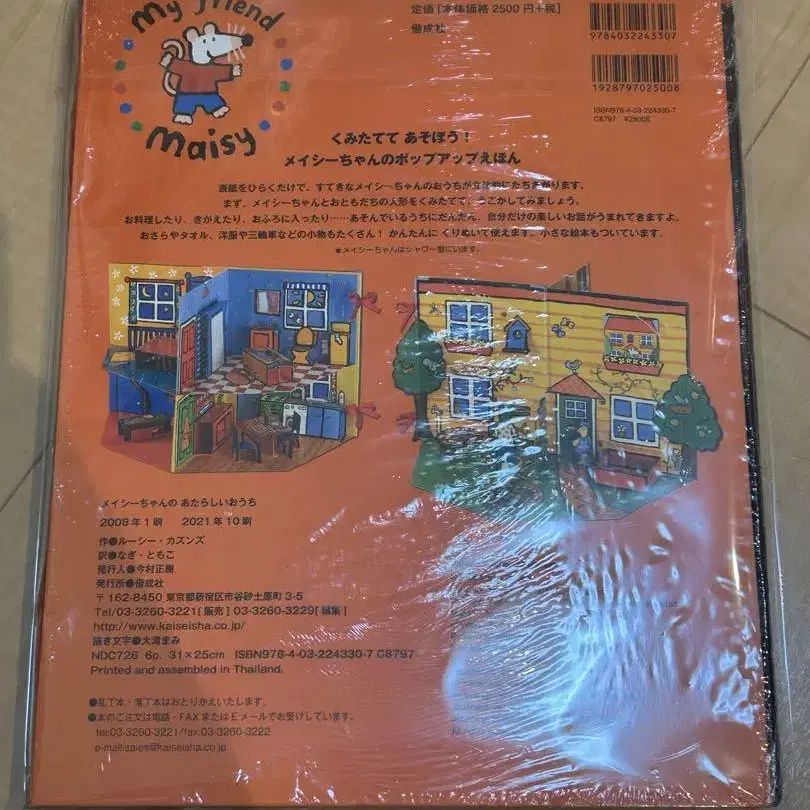 My friend
Maisy
定価[本体価格2500円+税]
偕成社
9784032243307
1928797025008
ISBN978-4-03-224330-7
C8797 ¥2500E
くみたてて あそぼう!
メイシーちゃんのポップアップえほん
表紙をひらくだけで、すてきなメイシーちゃんのおうちが立体的にたちあがります。
まず、メイシーちゃんとおともだちの人形をくみたてて、うごかしてみましょう。
お料理したり、きがえたり、おふろに入ったり……あそんでいるうちにだんだん、自分だけの楽しいお話がうまれてきますよ。
おさらやタオル、洋服や三輪車などの小物もたくさん! かんたんに くりぬいて使えます。小さな絵本もついています。
★メイシーちゃんはシャワー室にいます。
メイシーちゃんの あたらしいおうち
2008年1刷 2021年10刷
作●ルーシー・カズンズ
訳●なぎ・ともこ
発行人●今村正樹
発行所●偕成社
〒162-8450 東京都新宿区市谷砂土原町3-5
Tel/03-3260-3221[販売] 03-3260-3229[編集]
http://www.kaiseisha.co.jp/
描き文字●大滝まみ
NDC726 6p. 31×25cm ISBN978-4-03-224330-7 C8797
Printed and assembled in Thailand.
●乱丁本・落丁本はおとりかえいたします。
●本のご注文は電話・FAXまたはEメールでお受けしています。
tel:03-3260-3221/fax:03-3260-3222
e-mail:sales@kaiseisha.co.jp